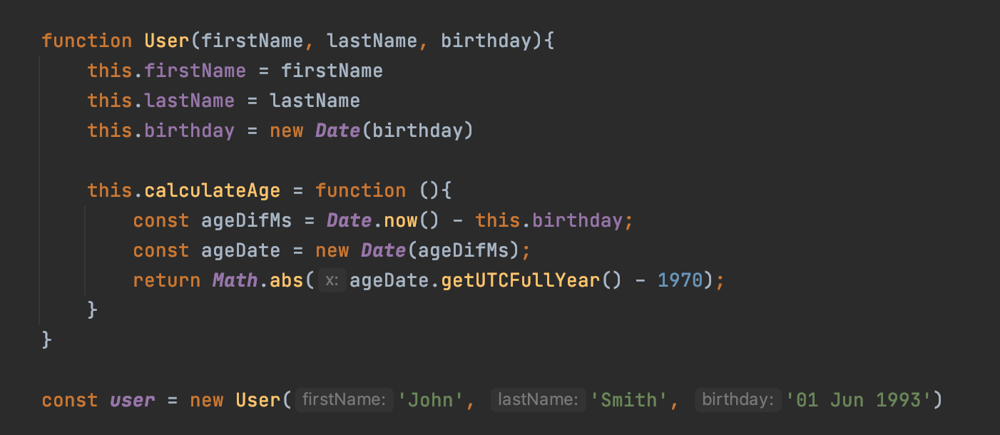 function User(firstName, lastName, birthday){
this.firstName = firstName
this.lastName = lastName
this.birthday = new Date(birthday)
this.calculateAge = function (){
const ageDifMs = Date.now() - this.birthday;
const ageDate = new Date(ageDifMs);
return Math.abs( x: ageDate.getUTCFullYear() - 1970);
}
}
const user = new User( firstName: 'John', lastName: 'Smith', birthday: '01 Jun 1993')